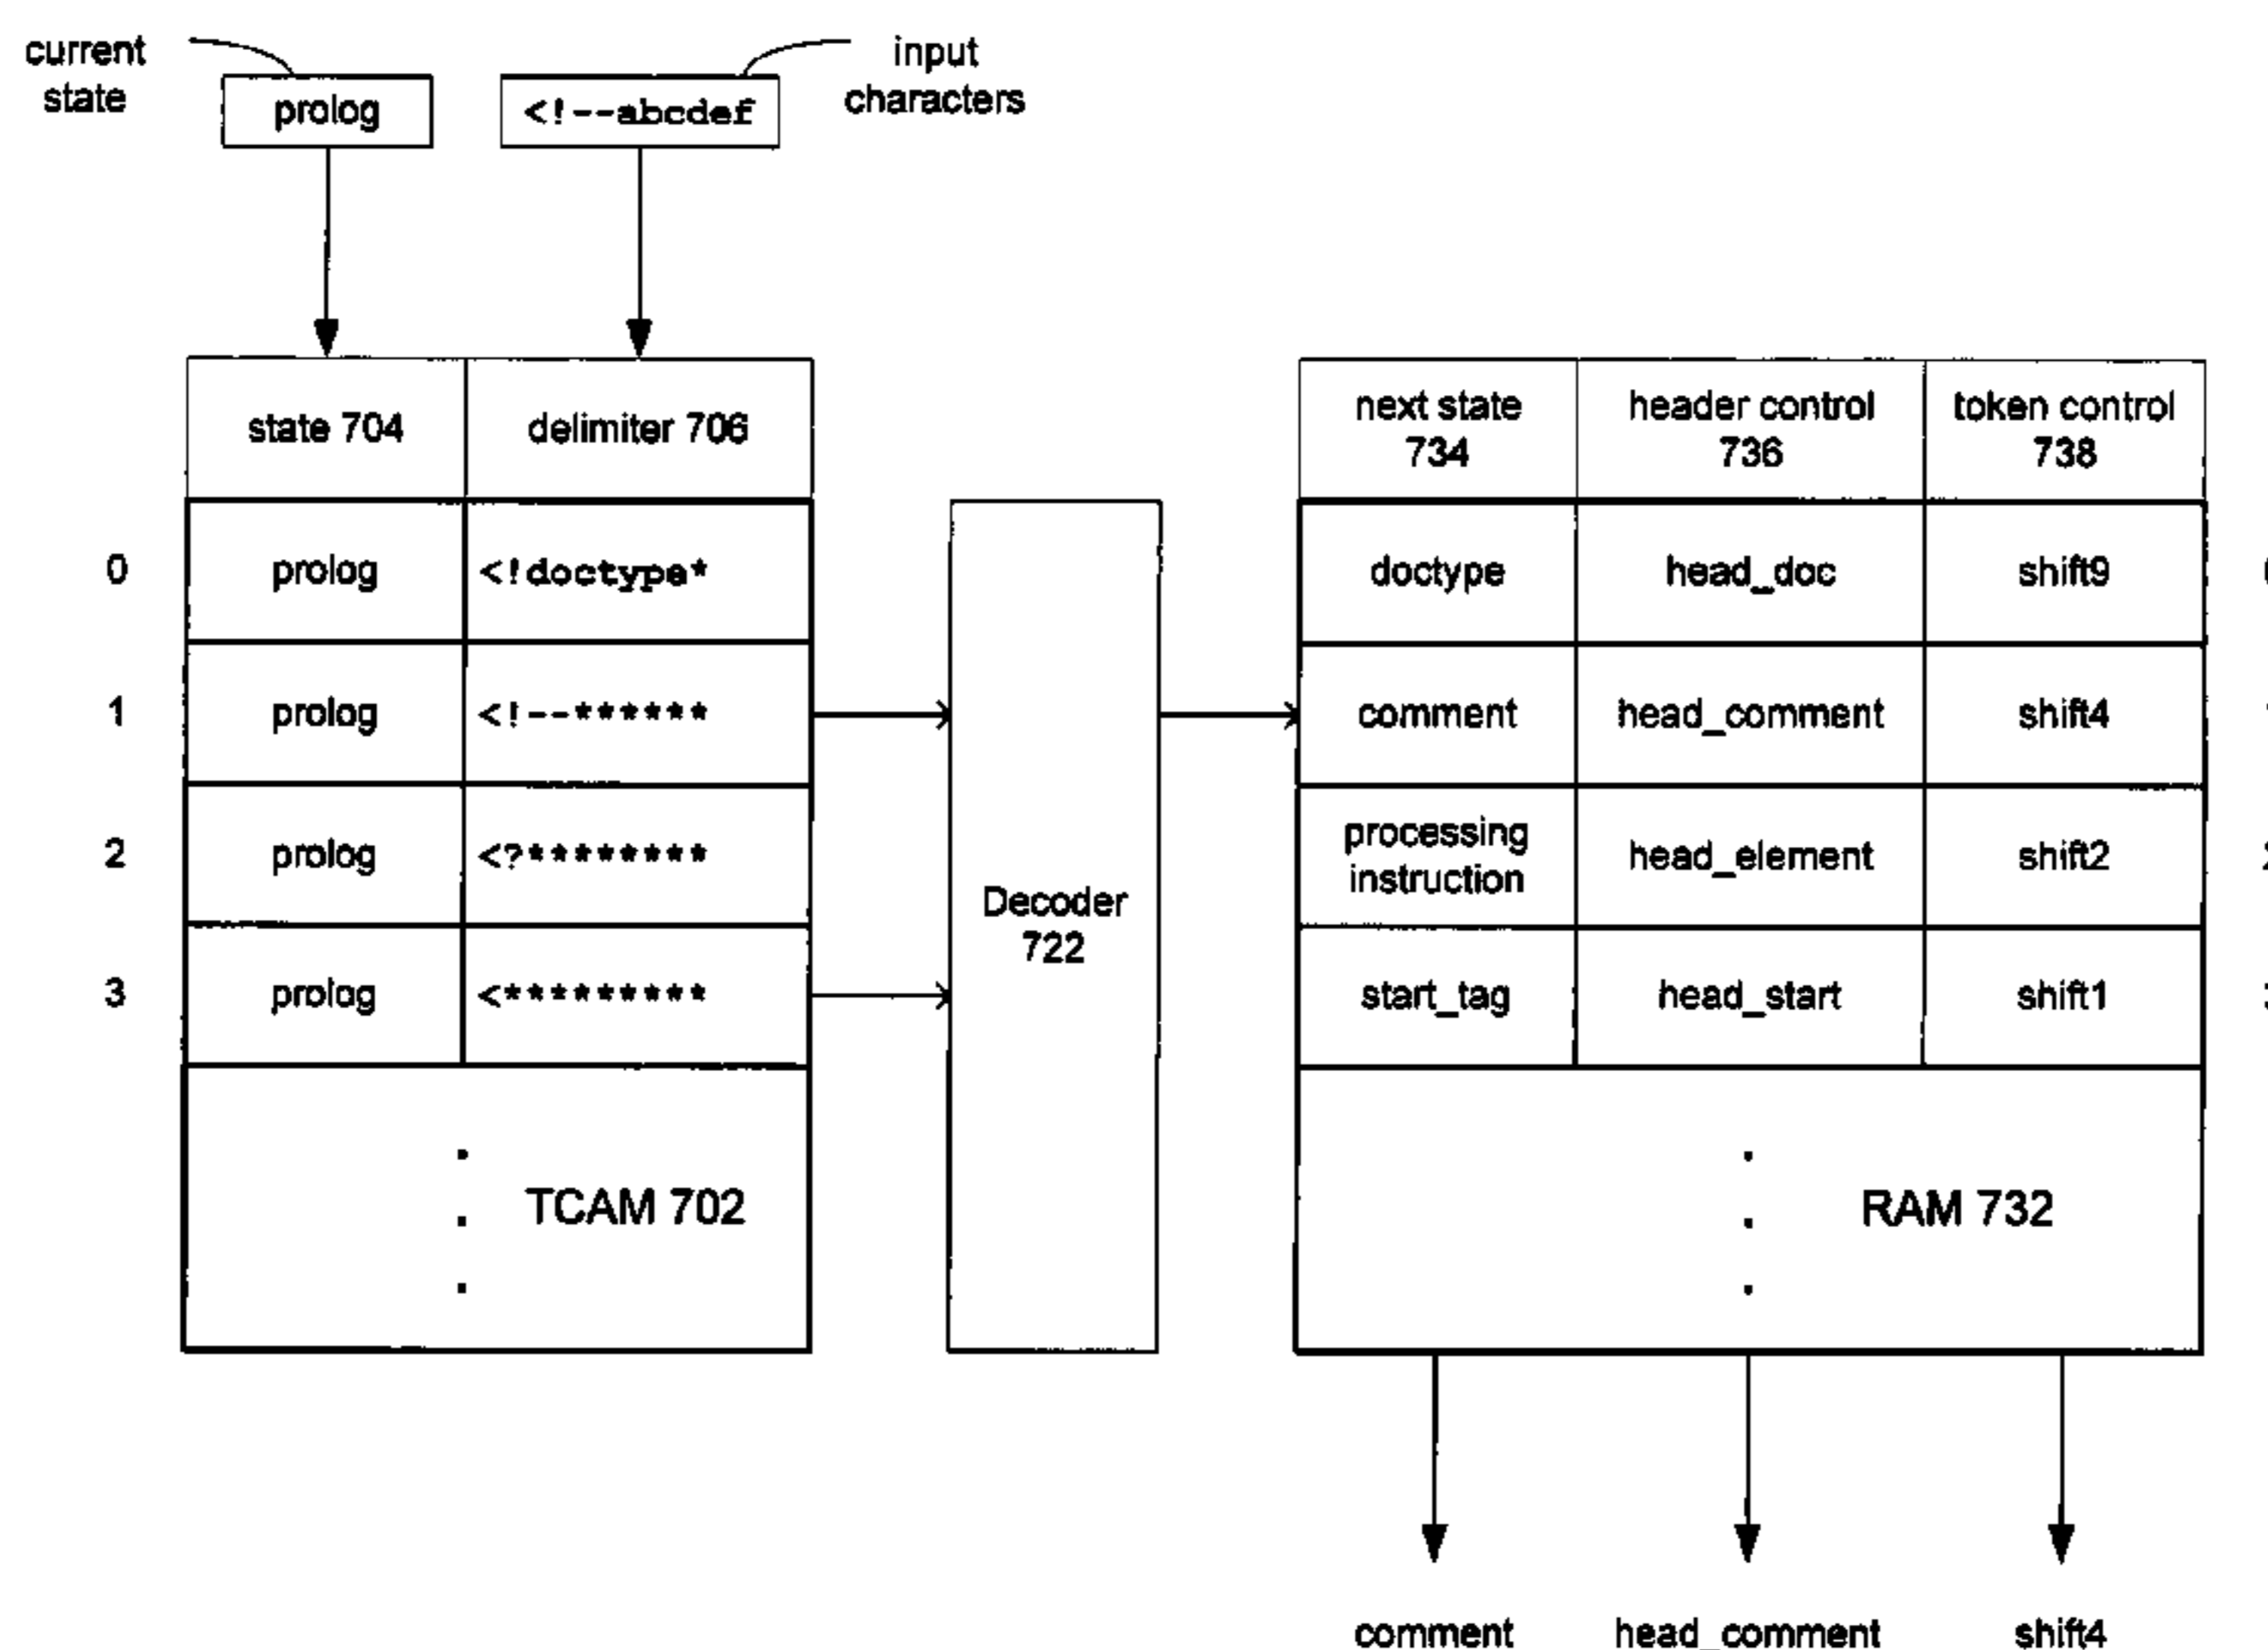 current
state
input
characters
prolog
<!--abcdef
state 704
delimiter 706
next state
734
header control
736
token control
738
0
prolog
<!doctype*
doctype
head_doc
shift9
1
prolog
<!--******
comment
head_comment
shift4
2
prolog
<?********
processing
instruction
head_element
shift2
3
prolog
<*********
start_tag
head_start
shift1
Decoder
722
TCAM 702
RAM 732
comment
head_comment
shift4